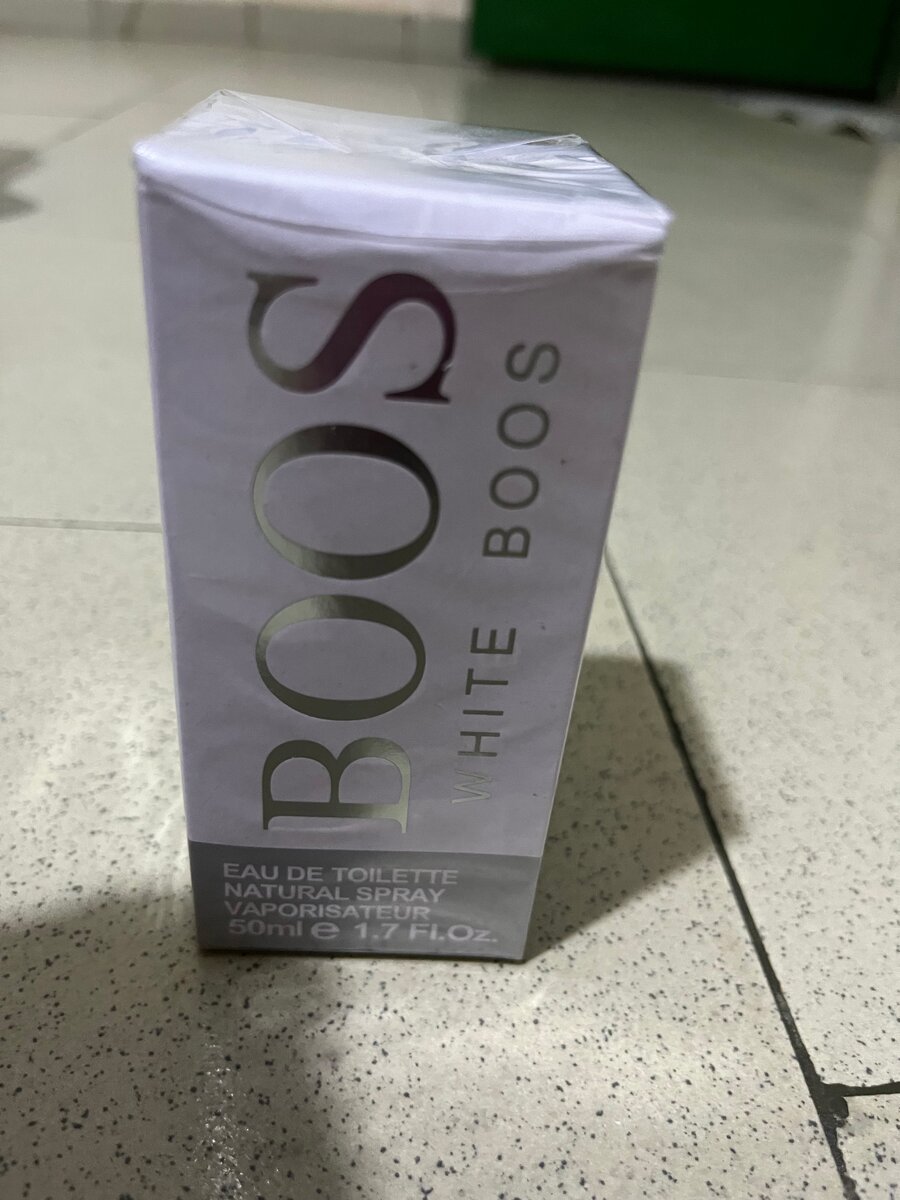 BOOS
WHITE BOOS
EAU DE TOILETTE
NATURAL SPRAY
VAPORISATEUR
50ml e 1.7 Fl.Oz.